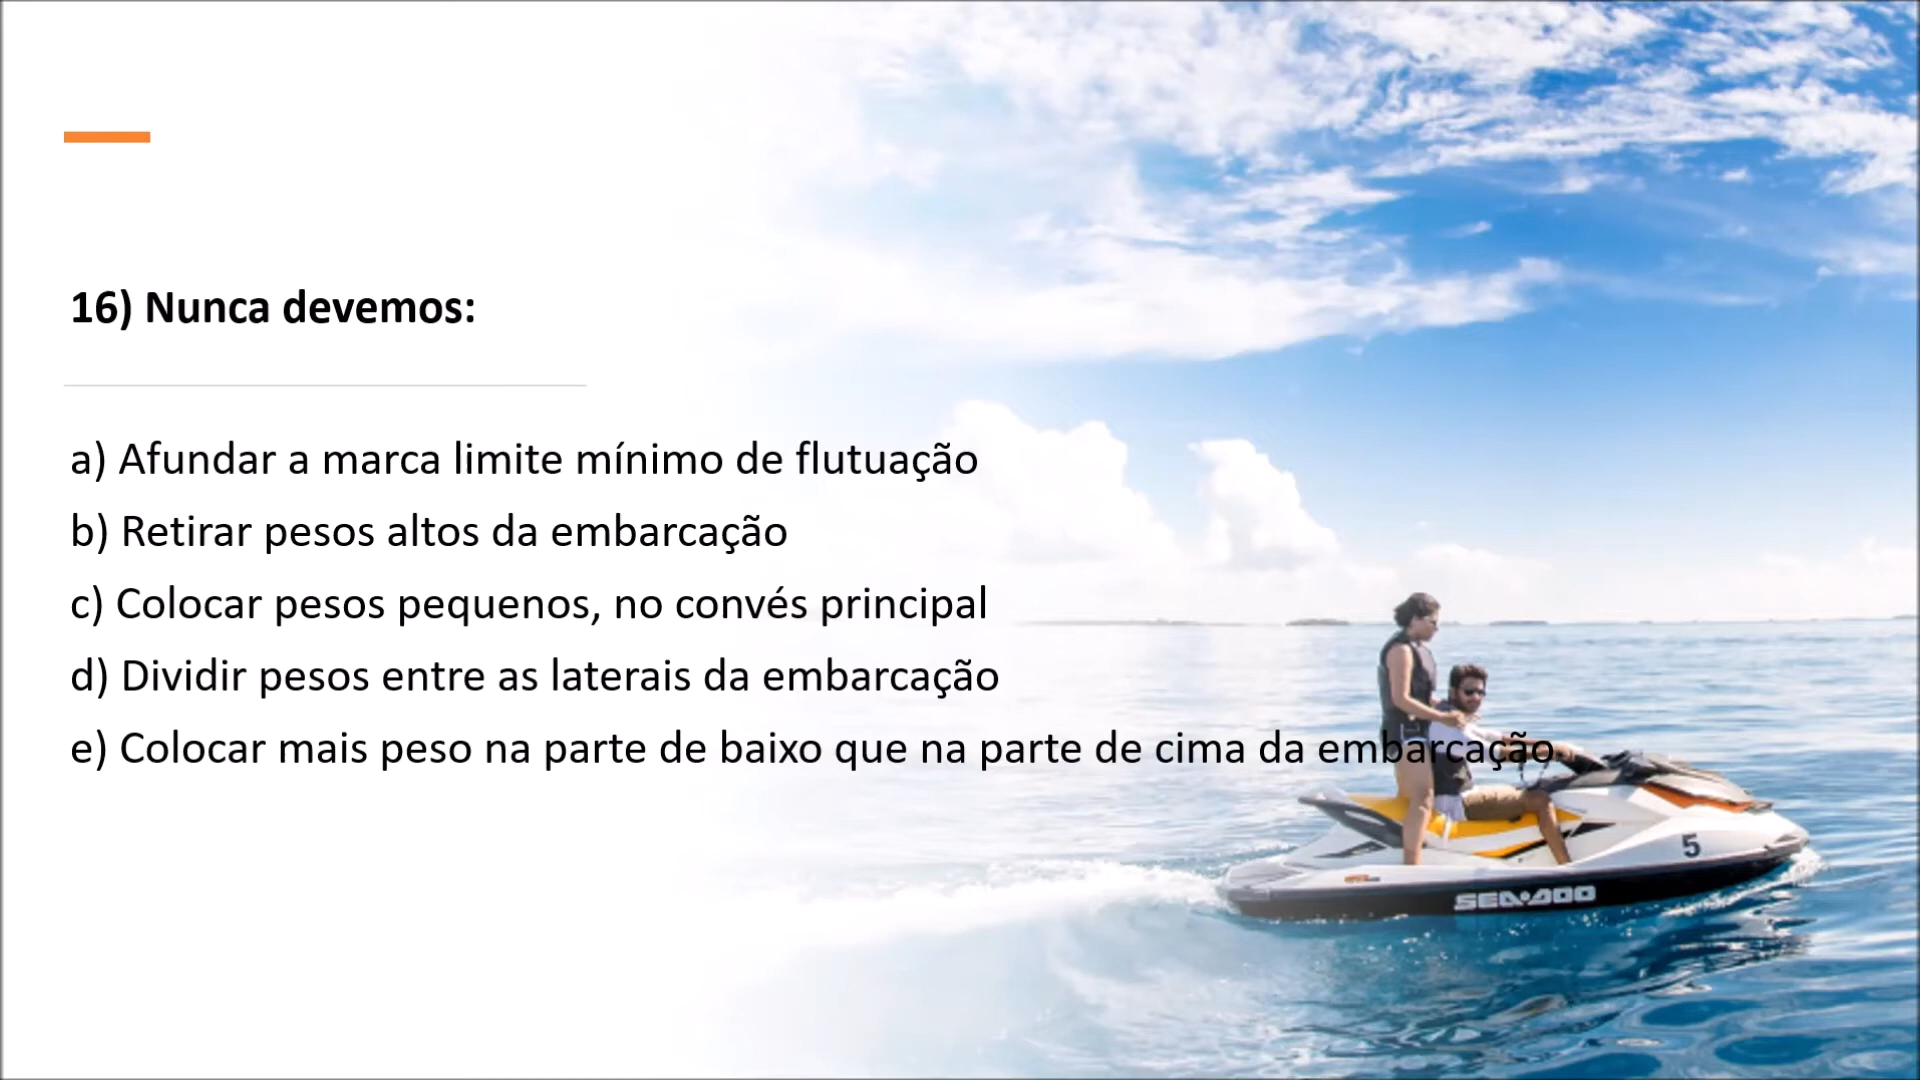 16) Nunca devemos:
a) Afundar a marca limite mínimo de flutuação
b) Retirar pesos altos da embarcação
c) Colocar pesos pequenos, no convés principal
d) Dividir pesos entre as laterais da embarcação
e) Colocar mais peso na parte de baixo que na parte de cima da embarcação
5
SEA-DOO